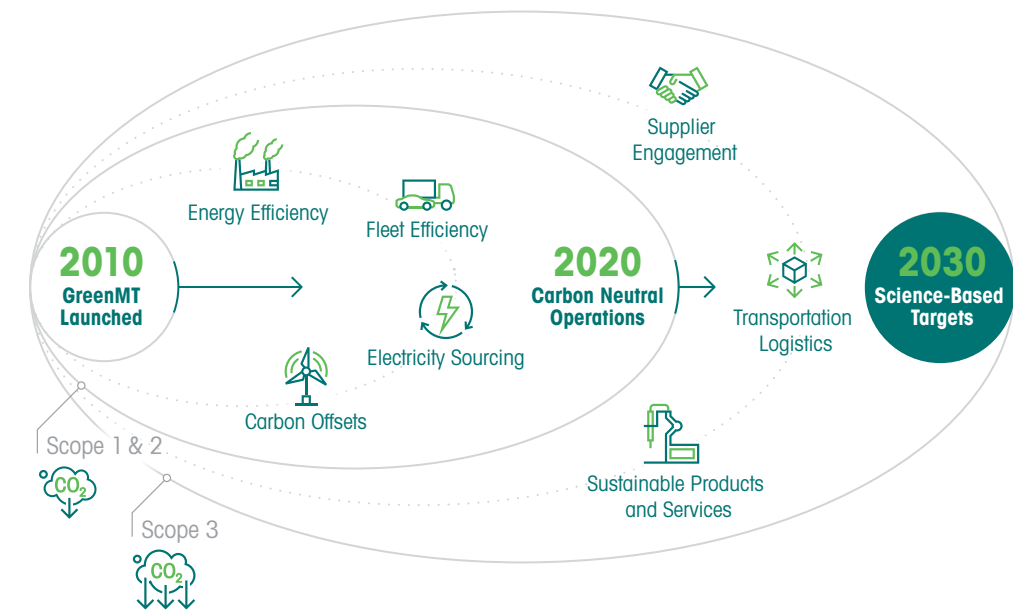 Supplier
Engagement
Energy Efficiency
Fleet Efficiency
2010
GreenMT
Launched
2020
Carbon Neutral
Operations
2030
Science-Based
Targets
Transportation
Logistics
Electricity Sourcing
Carbon Offsets
Scope 1 & 2
CO₂
Sustainable Products
and Services
Scope 3
CO₂